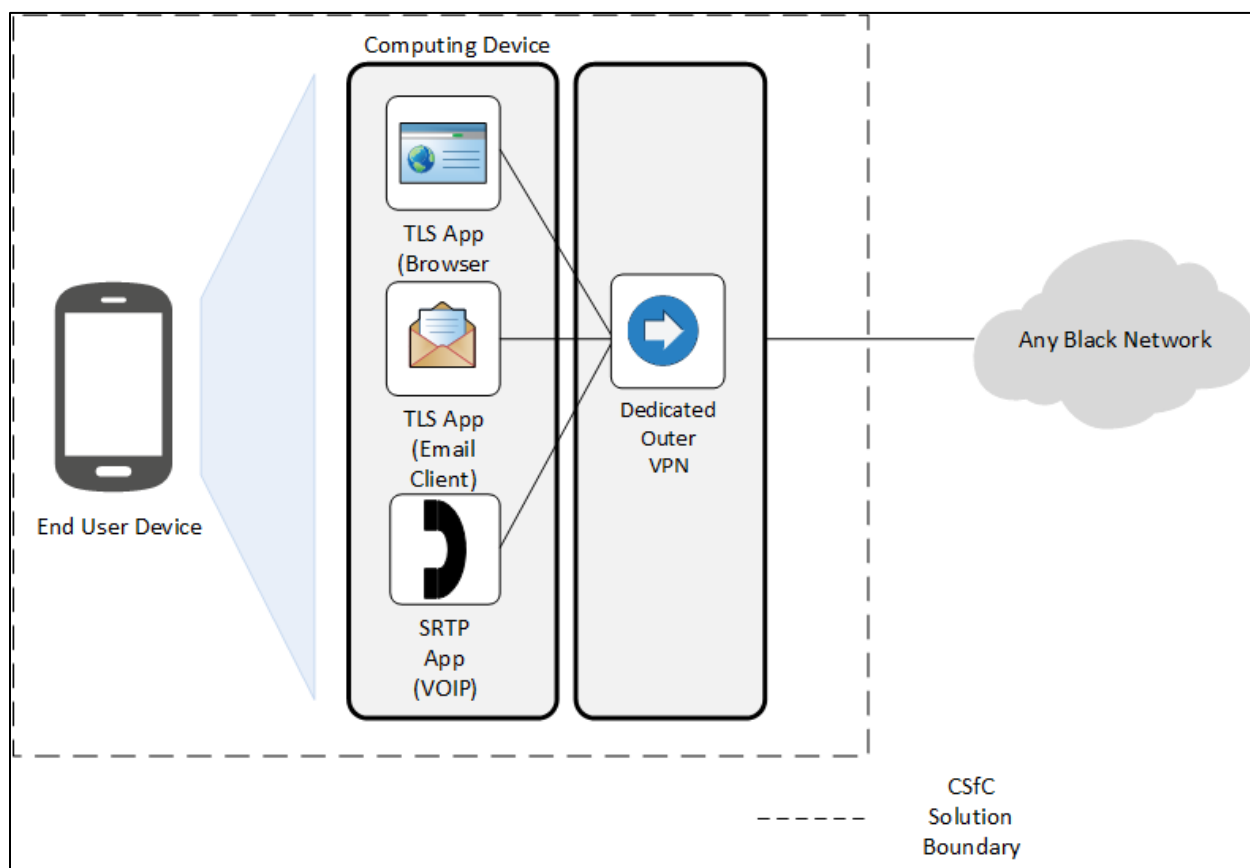 Computing Device
TLS App
(Browser
TLS App
(Email
Client)
SRTP
App
(VOIP)
Dedicated
Outer
VPN
End User Device
Any Black Network
CSfC
Solution
Boundary